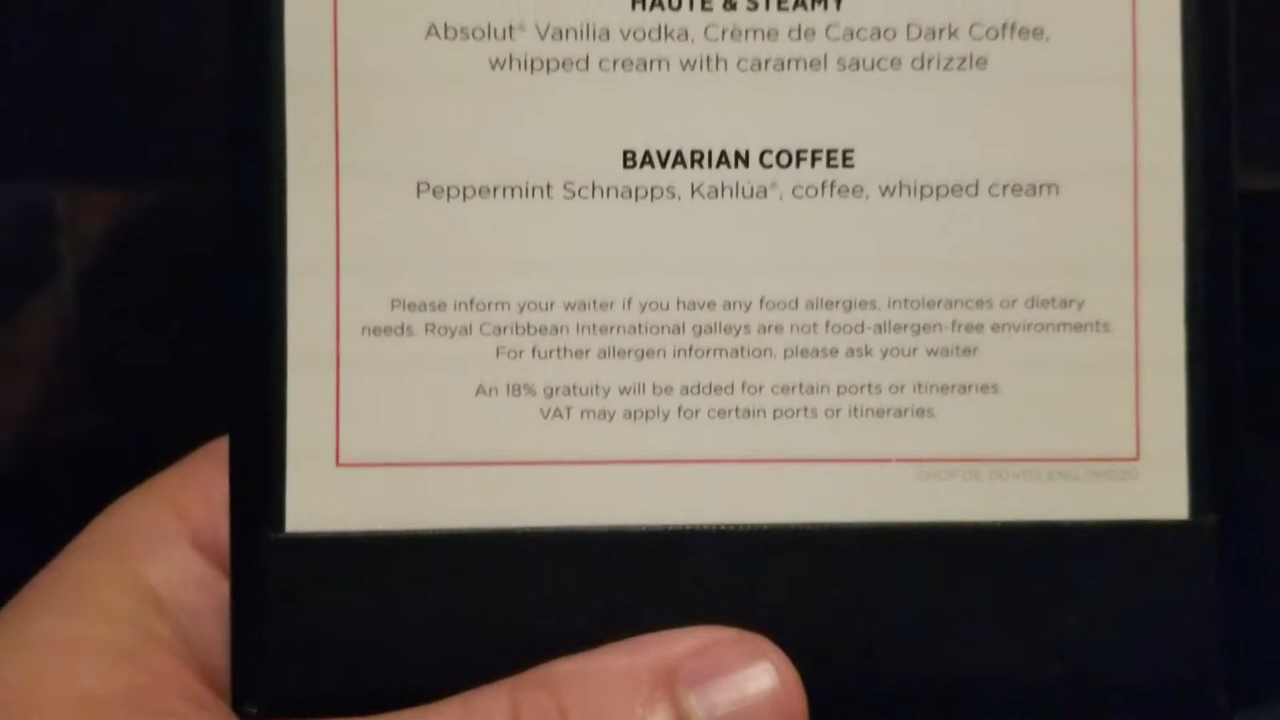 HAUTE & STEAMY
Absolut® Vanilia vodka, Crème de Cacao Dark Coffee,
whipped cream with caramel sauce drizzle
BAVARIAN COFFEE
Peppermint Schnapps, Kahlúa®, coffee, whipped cream
Please inform your waiter if you have any food allergies, intolerances or dietary
needs. Royal Caribbean International galleys are not food-allergen-free environments.
For further allergen information, please ask your waiter.
An 18% gratuity will be added for certain ports or itineraries.
VAT may apply for certain ports or itineraries.